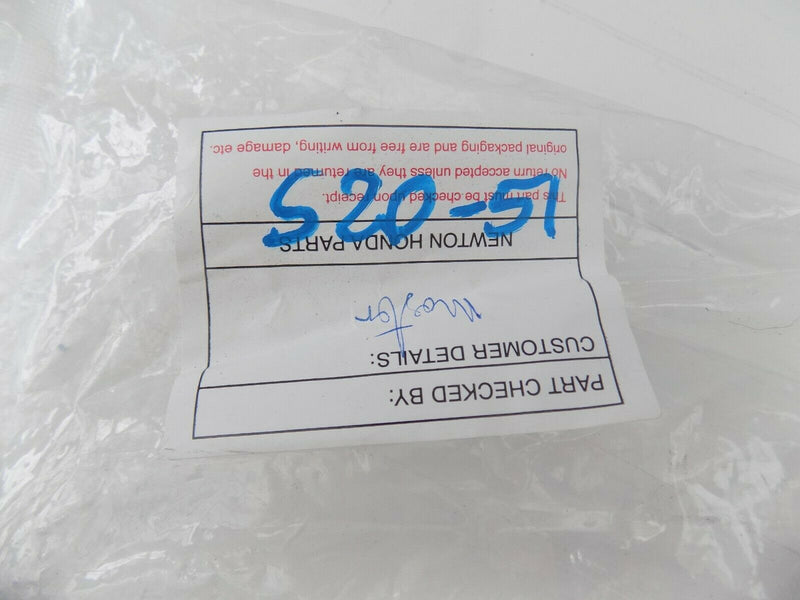 PART CHECKED BY:
CUSTOMER DETAILS:
Master
NEWTON HONDA PARTS
This part must be checked upon receipt.
No return accepted unless they are returned in the
original packaging and are free from writing, damage etc.
S20-51